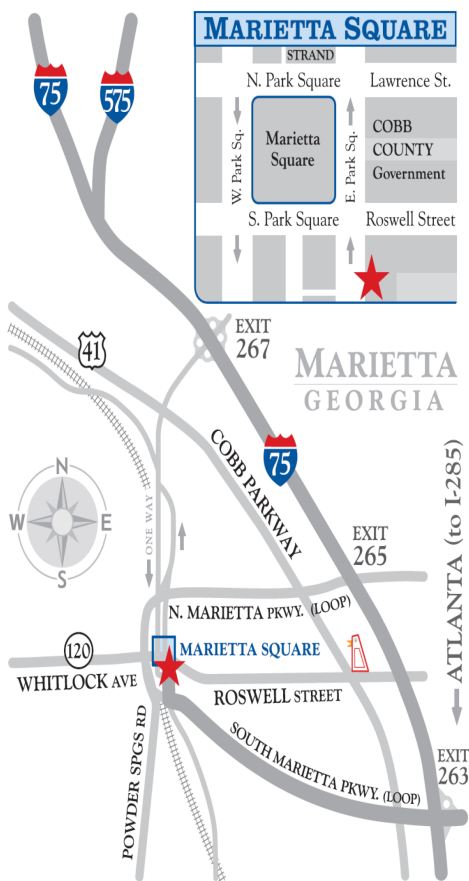 MARIETTA SQUARE
STRAND
N. Park Square
Lawrence St.
W. Park Sq.
Marietta
Square
E. Park Sq.
COBB
COUNTY
Government
S. Park Square
Roswell Street
75
575
EXIT
267
41
MARIETTA
GEORGIA
COBB PARKWAY
75
N
W
E
S
ONE WAY
EXIT
265
ATLANTA (to I-285)
N. MARIETTA PKWY. (LOOP)
120
MARIETTA SQUARE
WHITLOCK AVE
ROSWELL STREET
POWDER SPGS RD
SOUTH MARIETTA PKWY. (LOOP)
EXIT
263